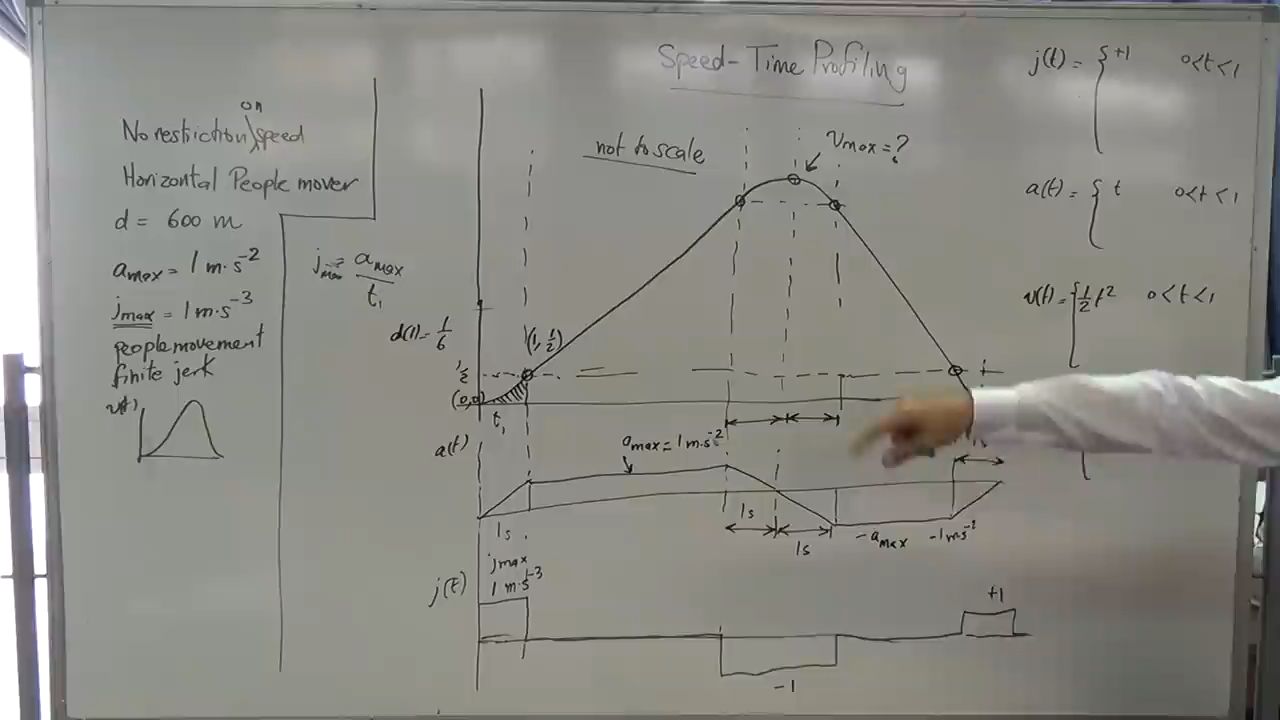 Speed-Time Profiling
on
No restriction speed
Horizontal People mover
d = 600 m
amax = 1 m·s⁻²
jmax = 1 m·s⁻³
people movement
finite jerk
v(t)
jmax = amax / t₁
not to scale
vmax = ?
d(1) = 1/6
(1, 1/2)
1/2
(0,0)
t₁
a(t)
amax = 1 m·s⁻²
1s
1s
1s
1s
-amax -1 m·s⁻²
j(t)
jmax
1 m·s⁻³
-1
+1
j(t) = { +1 0<t<1
a(t) = { t 0<t<1
v(t) = { 1/2 t² 0<t<1